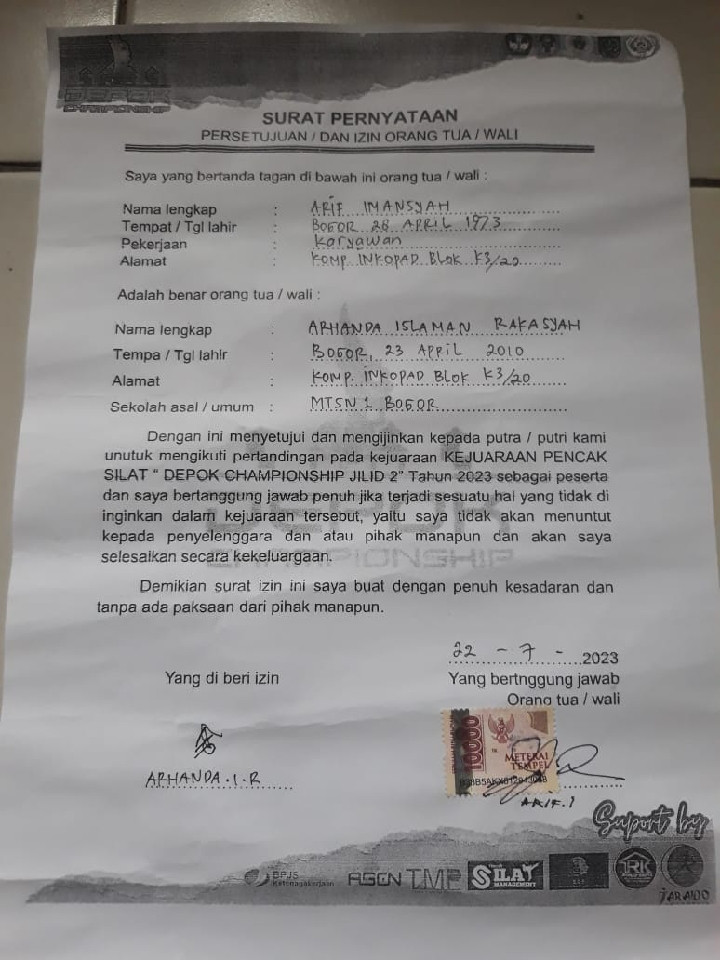 DEPOK
CHAMPIONSHIP
SURAT PERNYATAAN
PERSETUJUAN / DAN IZIN ORANG TUA / WALI
Saya yang bertanda tagan di bawah ini orang tua / wali :
Nama lengkap : ARIF IMANSYAH
Tempat / Tgl lahir : BOGOR 28 APRIL 1973
Pekerjaan : Karyawan
Alamat : KOMP. INKOPAD BLOK K3/20
Adalah benar orang tua / wali :
Nama lengkap : ARHANDA ISLAMAN RAFASYAH
Tempa / Tgl lahir : BOGOR, 23 APRIL 2010
Alamat : KOMP. INKOPAD BLOK K3/20
Sekolah asal / umum : MTSN 1 BOGOR
Dengan ini menyetujui dan mengijinkan kepada putra / putri kami
unutuk mengikuti pertandingan pada kejuaraan KEJUARAAN PENCAK
SILAT “ DEPOK CHAMPIONSHIP JILID 2” Tahun 2023 sebagai peserta
dan saya bertanggung jawab penuh jika terjadi sesuatu hal yang tidak di
inginkan dalam kejuaraan tersebut, yaitu saya tidak akan menuntut
kepada penyelenggara dan atau pihak manapun dan akan saya
selesaikan secara kekeluargaan.
DEPOK
CHAMPIONSHIP
Demikian surat izin ini saya buat dengan penuh kesadaran dan
tanpa ada paksaan dari pihak manapun.
22 - 7 - 2023
Yang di beri izin
Yang bertnggung jawab
Orang tua / wali
10000
METERAI
TEMPEL
ARHANDA.I.R
ARIF.I
Suport by
BPJS
Ketenagakerjaan
TMP
SILAT
MANAGEMENT